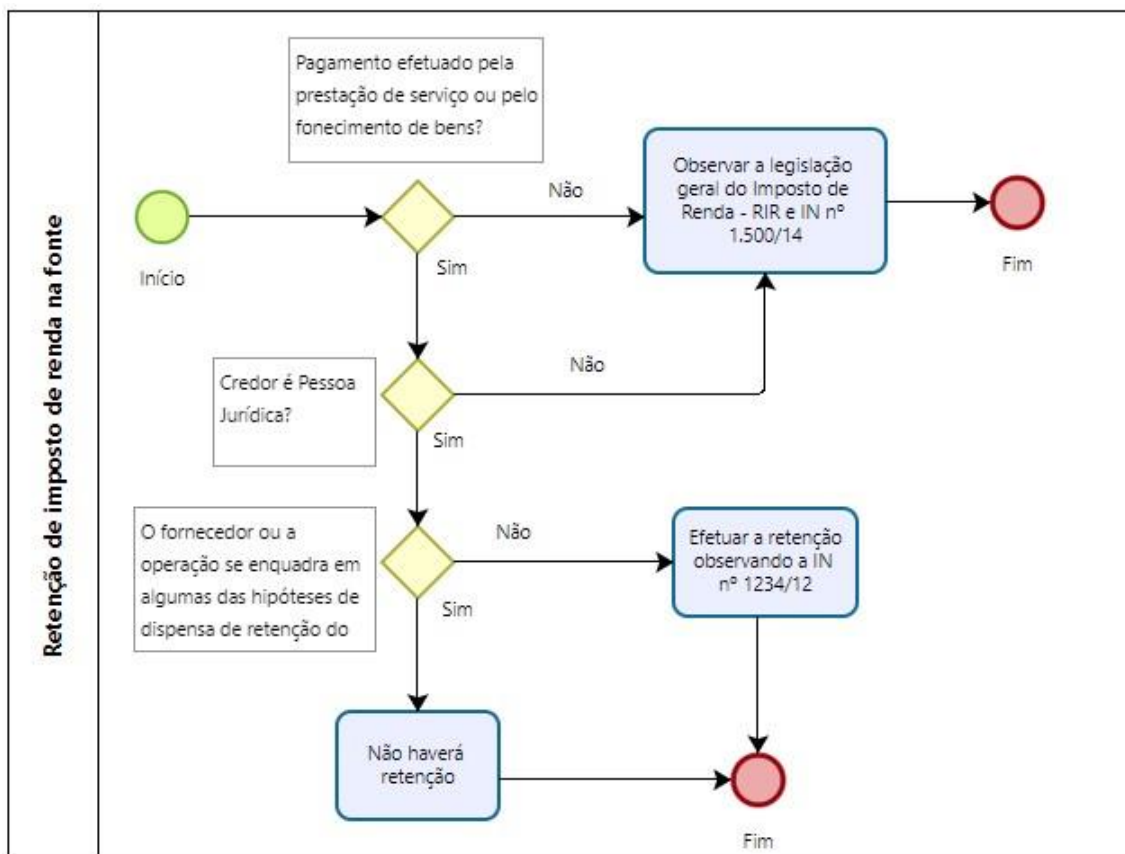 Retenção de imposto de renda na fonte
Pagamento efetuado pela
prestação de serviço ou pelo
fonecimento de bens?
Início
Não
Sim
Observar a legislação
geral do Imposto de
Renda - RIR e IN nº
1.500/14
Fim
Credor é Pessoa
Jurídica?
Não
Sim
O fornecedor ou a
operação se enquadra em
algumas das hipóteses de
dispensa de retenção do
Não
Sim
Efetuar a retenção
observando a IN
nº 1234/12
Não haverá
retenção
Fim